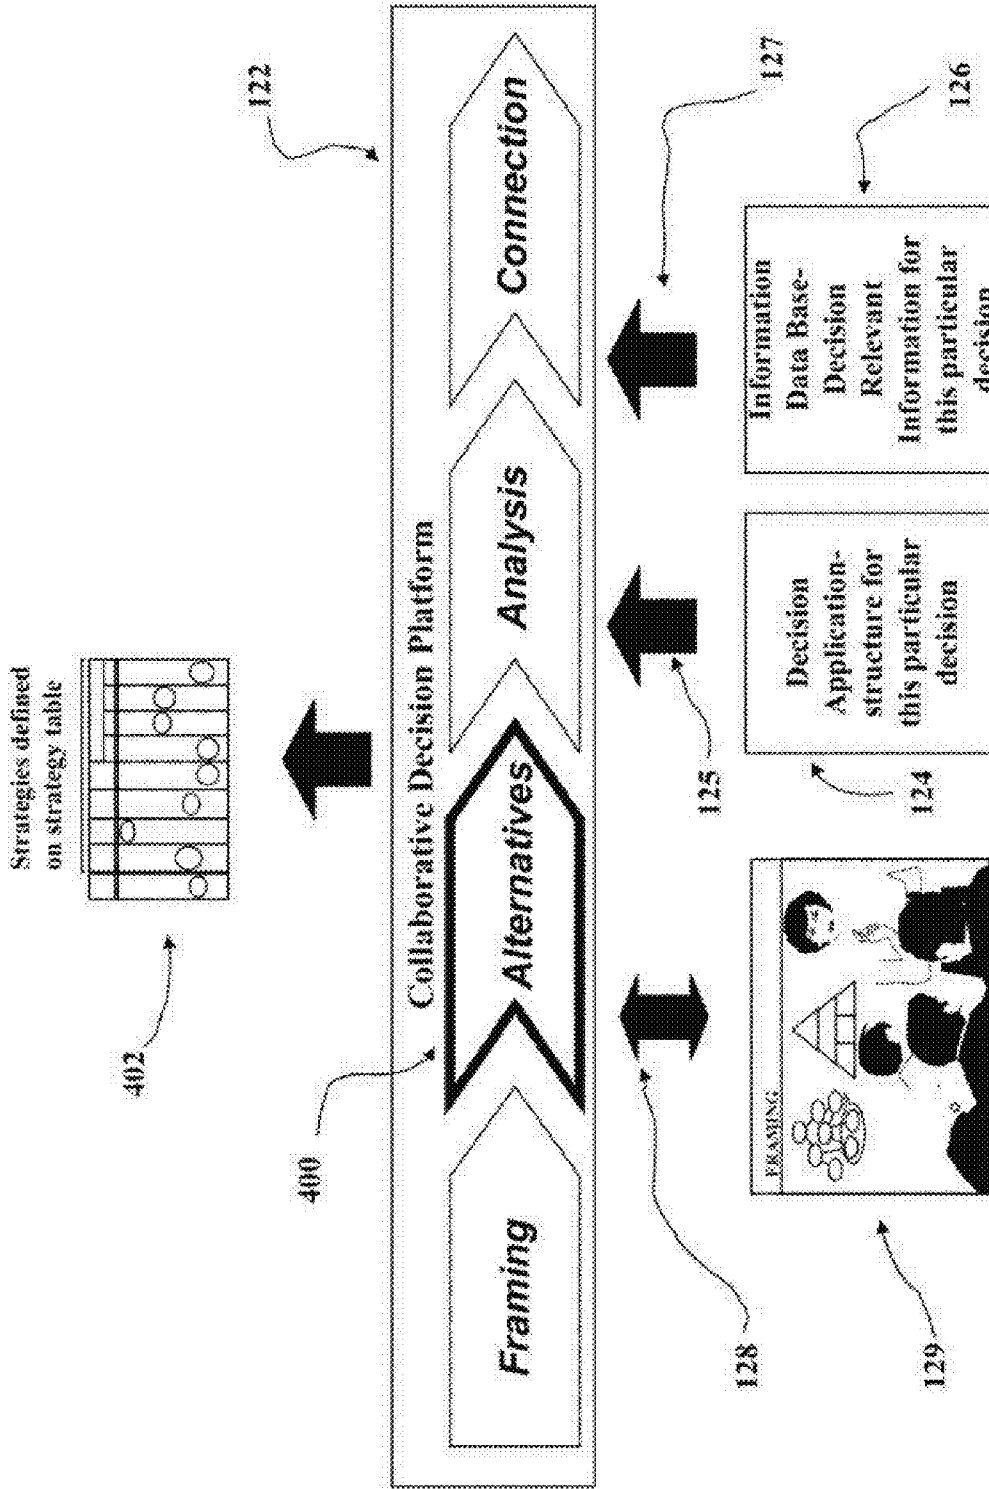 Strategies defined
on strategy table
402
122
400
Collaborative Decision Platform
Framing
Alternatives
Analysis
Connection
128
125
127
129
FRAMING
124
Decision
Application-
structure for
this particular
decision
126
Information
Data Base-
Decision
Relevant
Information for
this particular
decision